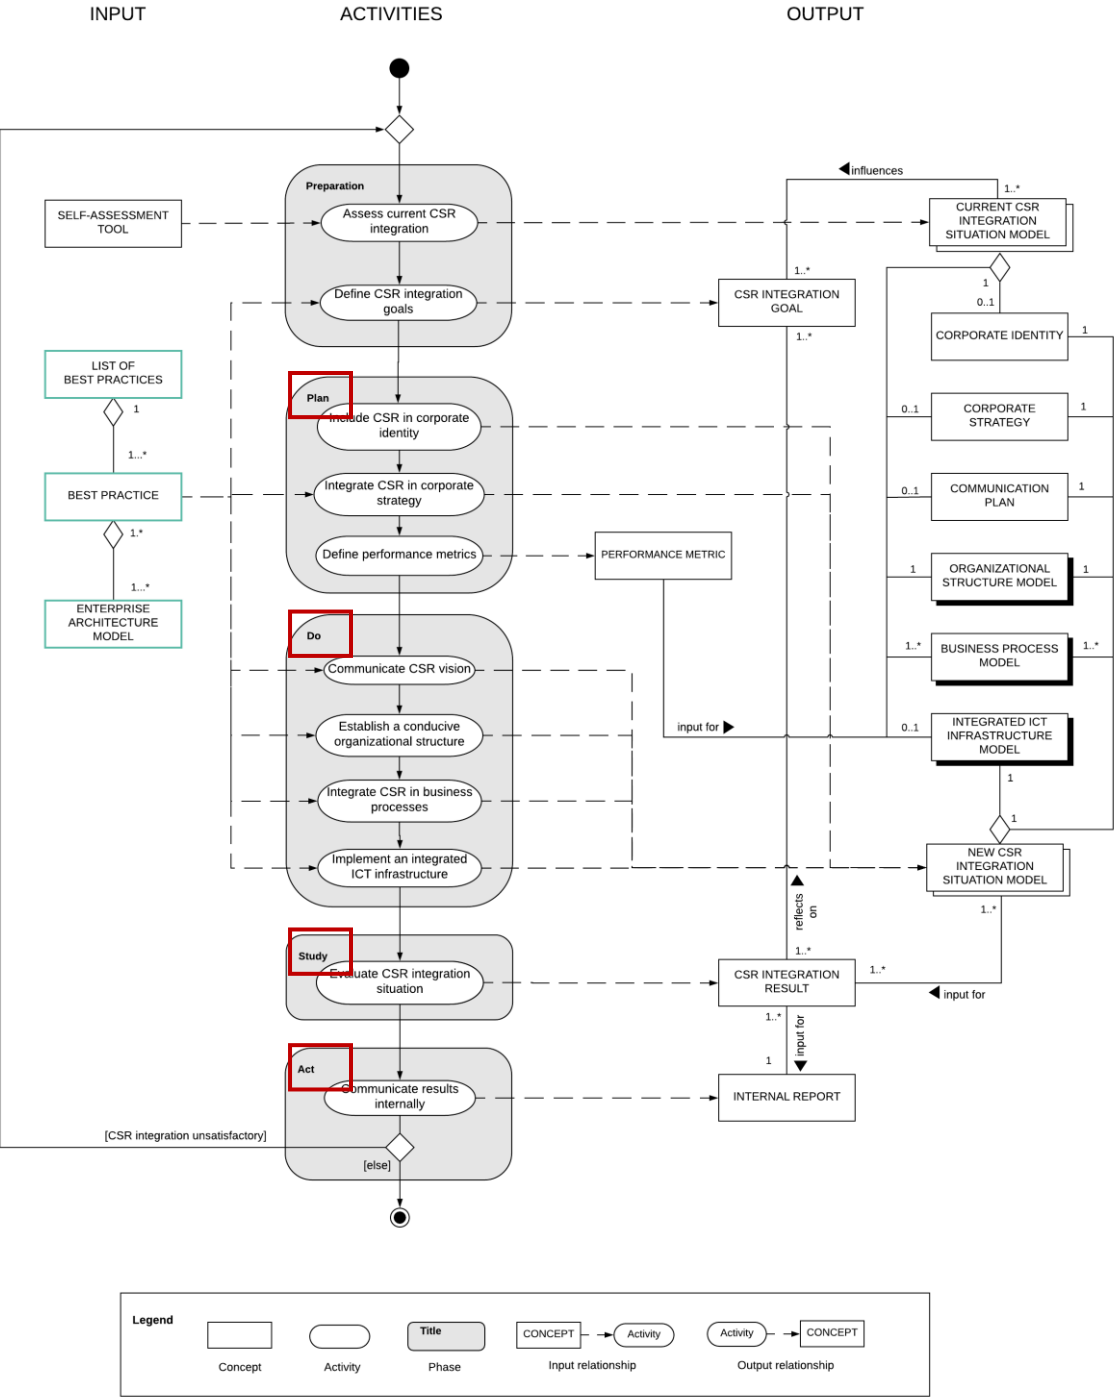 INPUT
ACTIVITIES
OUTPUT
Preparation
SELF-ASSESSMENT
TOOL
Assess current CSR
integration
Define CSR integration
goals
LIST OF
BEST PRACTICES
1
1...*
BEST PRACTICE
1.*
1...*
ENTERPRISE
ARCHITECTURE
MODEL
Plan
Include CSR in corporate
identity
Integrate CSR in corporate
strategy
Define performance metrics
PERFORMANCE METRIC
Do
Communicate CSR vision
Establish a conducive
organizational structure
Integrate CSR in business
processes
Implement an integrated
ICT infrastructure
Study
Evaluate CSR integration
situation
Act
Communicate results
internally
[CSR integration unsatisfactory]
[else]
influences
1..*
CURRENT CSR
INTEGRATION
SITUATION MODEL
1..*
CSR INTEGRATION
GOAL
1..*
1
0..1
CORPORATE IDENTITY
1
0..1
CORPORATE
STRATEGY
1
0..1
COMMUNICATION
PLAN
1
1
ORGANIZATIONAL
STRUCTURE MODEL
1
1..*
BUSINESS PROCESS
MODEL
1..*
input for
0..1
INTEGRATED ICT
INFRASTRUCTURE
MODEL
1
1
NEW CSR
INTEGRATION
SITUATION MODEL
1..*
reflects
on
1..*
CSR INTEGRATION
RESULT
1..*
input for
1..*
input for
1
INTERNAL REPORT
Legend
Concept
Activity
Title
Phase
CONCEPT
Activity
Input relationship
Activity
CONCEPT
Output relationship